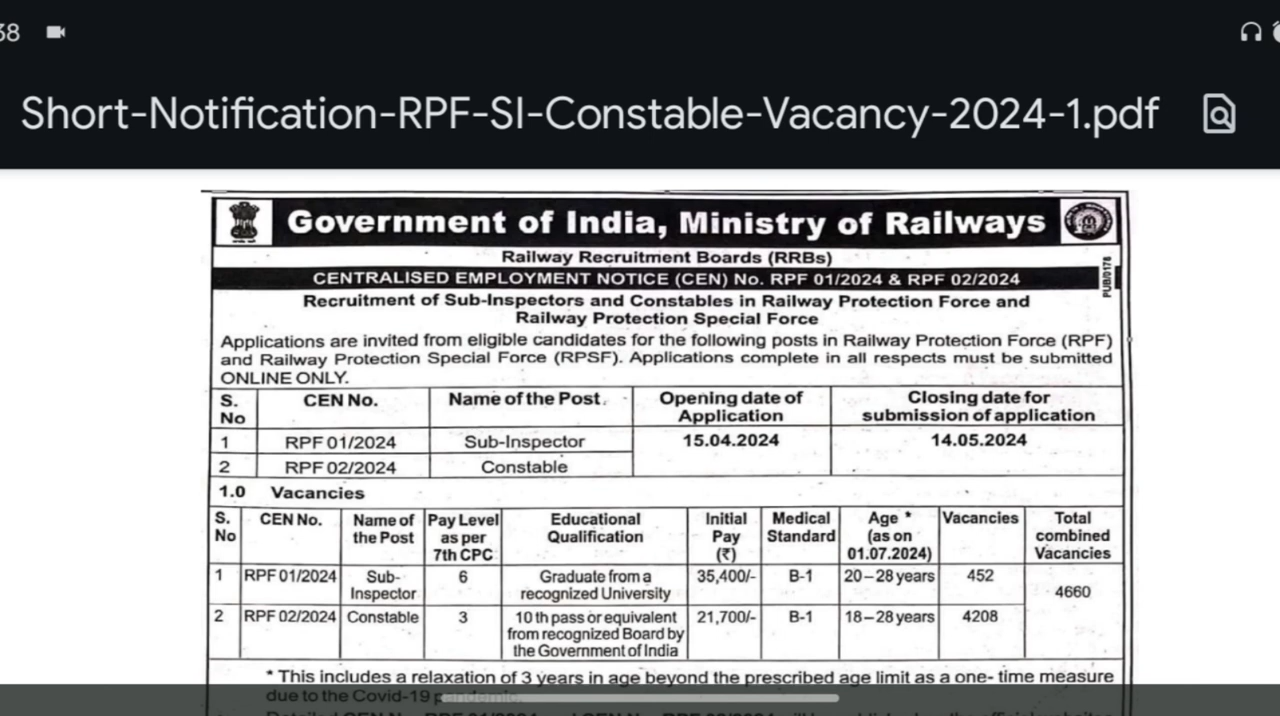 38
Short-Notification-RPF-SI-Constable-Vacancy-2024-1.pdf
Government of India, Ministry of Railways
Railway Recruitment Boards (RRBs)
CENTRALISED EMPLOYMENT NOTICE (CEN) No. RPF 01/2024 & RPF 02/2024
PUB/0178
Recruitment of Sub-Inspectors and Constables in Railway Protection Force and
Railway Protection Special Force
Applications are invited from eligible candidates for the following posts in Railway Protection Force (RPF)
and Railway Protection Special Force (RPSF). Applications complete in all respects must be submitted
ONLINE ONLY.
S. No CEN No. Name of the Post Opening date of Application Closing date for submission of application
1 RPF 01/2024 Sub-Inspector 15.04.2024 14.05.2024
2 RPF 02/2024 Constable
1.0 Vacancies
S. No CEN No. Name of the Post Pay Level as per 7th CPC Educational Qualification Initial Pay (₹) Medical Standard Age * (as on 01.07.2024) Vacancies Total combined Vacancies
1 RPF 01/2024 Sub-Inspector 6 Graduate from a recognized University 35,400/- B-1 20–28 years 452 4660
2 RPF 02/2024 Constable 3 10th pass or equivalent from recognized Board by the Government of India 21,700/- B-1 18–28 years 4208
* This includes a relaxation of 3 years in age beyond the prescribed age limit as a one- time measure
due to the Covid-19 pandemic.